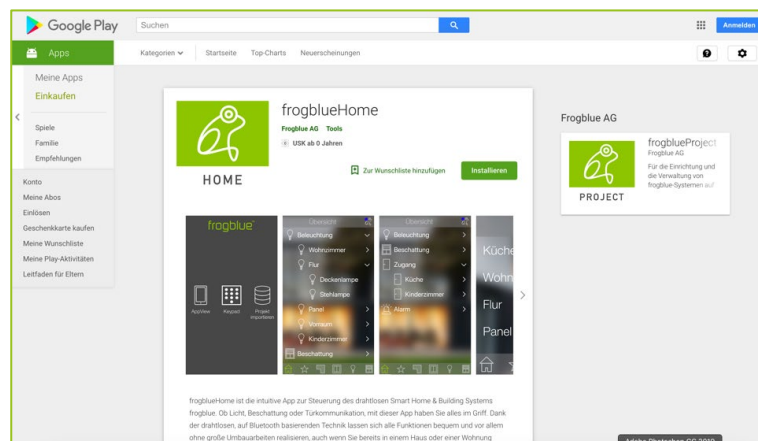 Google Play
Suchen
Anmelden
Apps
Kategorien
Startseite
Top-Charts
Neuerscheinungen
Meine Apps
Einkaufen
Spiele
Familie
Empfehlungen
Konto
Meine Abos
Einlösen
Geschenkkarte kaufen
Meine Wunschliste
Meine Play-Aktivitäten
Leitfaden für Eltern
HOME
frogblueHome
Frogblue AG Tools
USK ab 0 Jahren
Zur Wunschliste hinzufügen
Installieren
frogblue
AppView
Keypad
Projekt
importieren
Übersicht
Beleuchtung
Wohnzimmer
Flur
Deckenlampe
Stehlampe
Panel
Vorraum
Kinderzimmer
Beschattung
Übersicht
Beleuchtung
Beschattung
Zugang
Küche
Kinderzimmer
Alarm
Küche
Wohn
Flur
Panel
frogblueHome ist die intuitive App zur Steuerung des drahtlosen Smart Home & Building Systems
frogblue. Ob Licht, Beschattung oder Türkommunikation, mit dieser App haben Sie alles im Griff. Dank
der drahtlosen, auf Bluetooth basierenden Technik lassen sich alle Funktionen bequem und vor allem
ohne große Umbauarbeiten realisieren, auch wenn Sie bereits in einem Haus oder einer Wohnung
Frogblue AG
PROJECT
frogblueProject
Frogblue AG
Für die Einrichtung und
die Verwaltung von
frogblue-Systemen auf